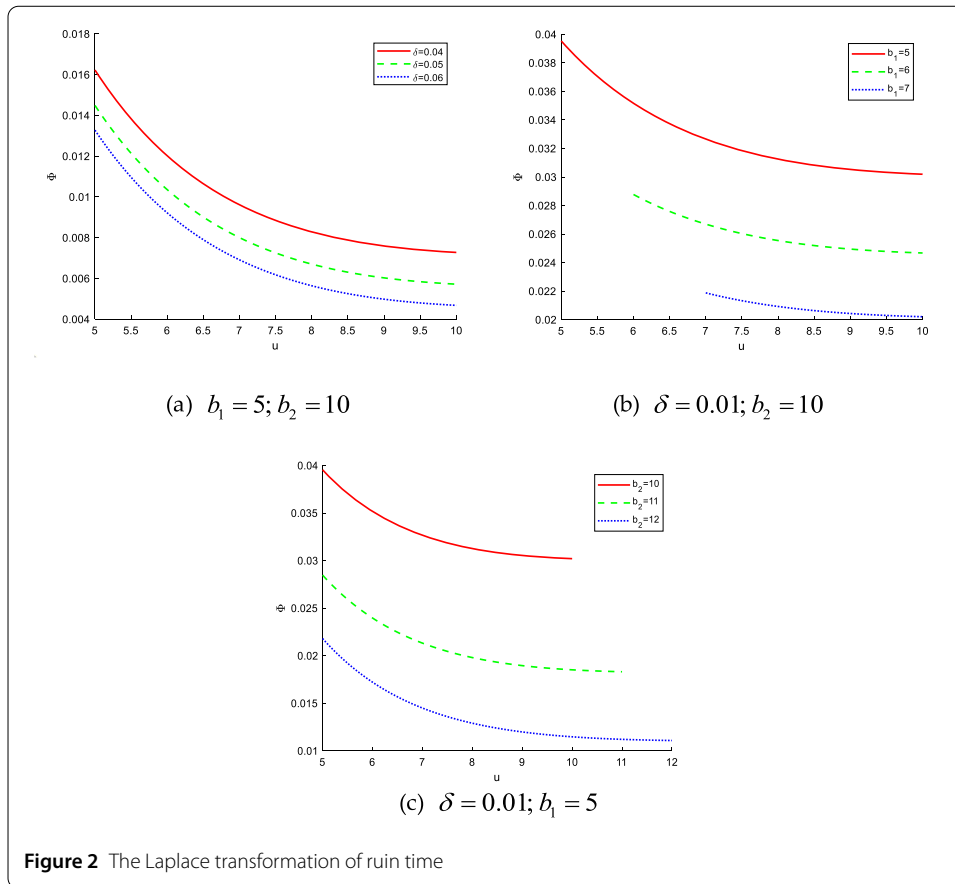 0.018
0.016
0.014
0.012
0.01
0.008
0.006
0.004
Φ
5 5.5 6 6.5 7 7.5 8 8.5 9 9.5 10
u
δ=0.04
δ=0.05
δ=0.06
(a) b₁ = 5; b₂ = 10
0.04
0.038
0.036
0.034
0.032
0.03
0.028
0.026
0.024
0.022
0.02
Φ
5 5.5 6 6.5 7 7.5 8 8.5 9 9.5 10
u
b₁=5
b₁=6
b₁=7
(b) δ = 0.01; b₂ = 10
0.04
0.035
0.03
0.025
0.02
0.015
0.01
Φ
5 6 7 8 9 10 11 12
u
b₂=10
b₂=11
b₂=12
(c) δ = 0.01; b₁ = 5
Figure 2 The Laplace transformation of ruin time